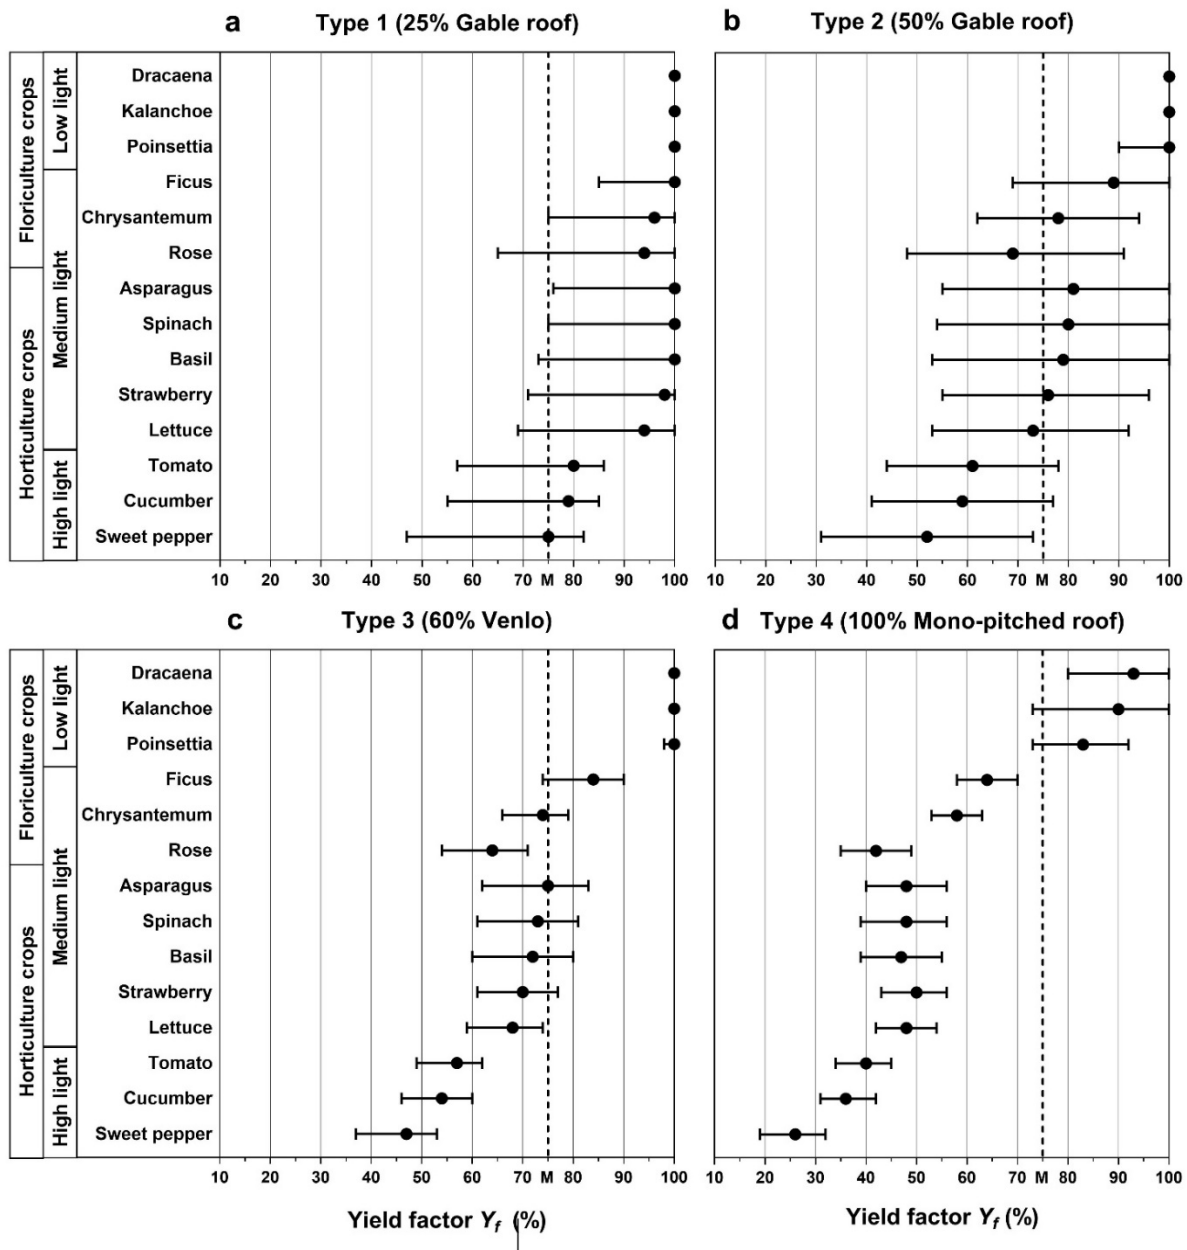 a Type 1 (25% Gable roof)
b Type 2 (50% Gable roof)
Floriculture crops
Horticulture crops
Low light
Medium light
High light
Dracaena
Kalanchoe
Poinsettia
Ficus
Chrysantemum
Rose
Asparagus
Spinach
Basil
Strawberry
Lettuce
Tomato
Cucumber
Sweet pepper
10 20 30 40 50 60 70 M 80 90 100
10 20 30 40 50 60 70 M 80 90 100
c Type 3 (60% Venlo)
d Type 4 (100% Mono-pitched roof)
Floriculture crops
Horticulture crops
Low light
Medium light
High light
Dracaena
Kalanchoe
Poinsettia
Ficus
Chrysantemum
Rose
Asparagus
Spinach
Basil
Strawberry
Lettuce
Tomato
Cucumber
Sweet pepper
10 20 30 40 50 60 70 M 80 90 100
10 20 30 40 50 60 70 M 80 90 100
Yield factor Yf (%)
Yield factor Yf (%)